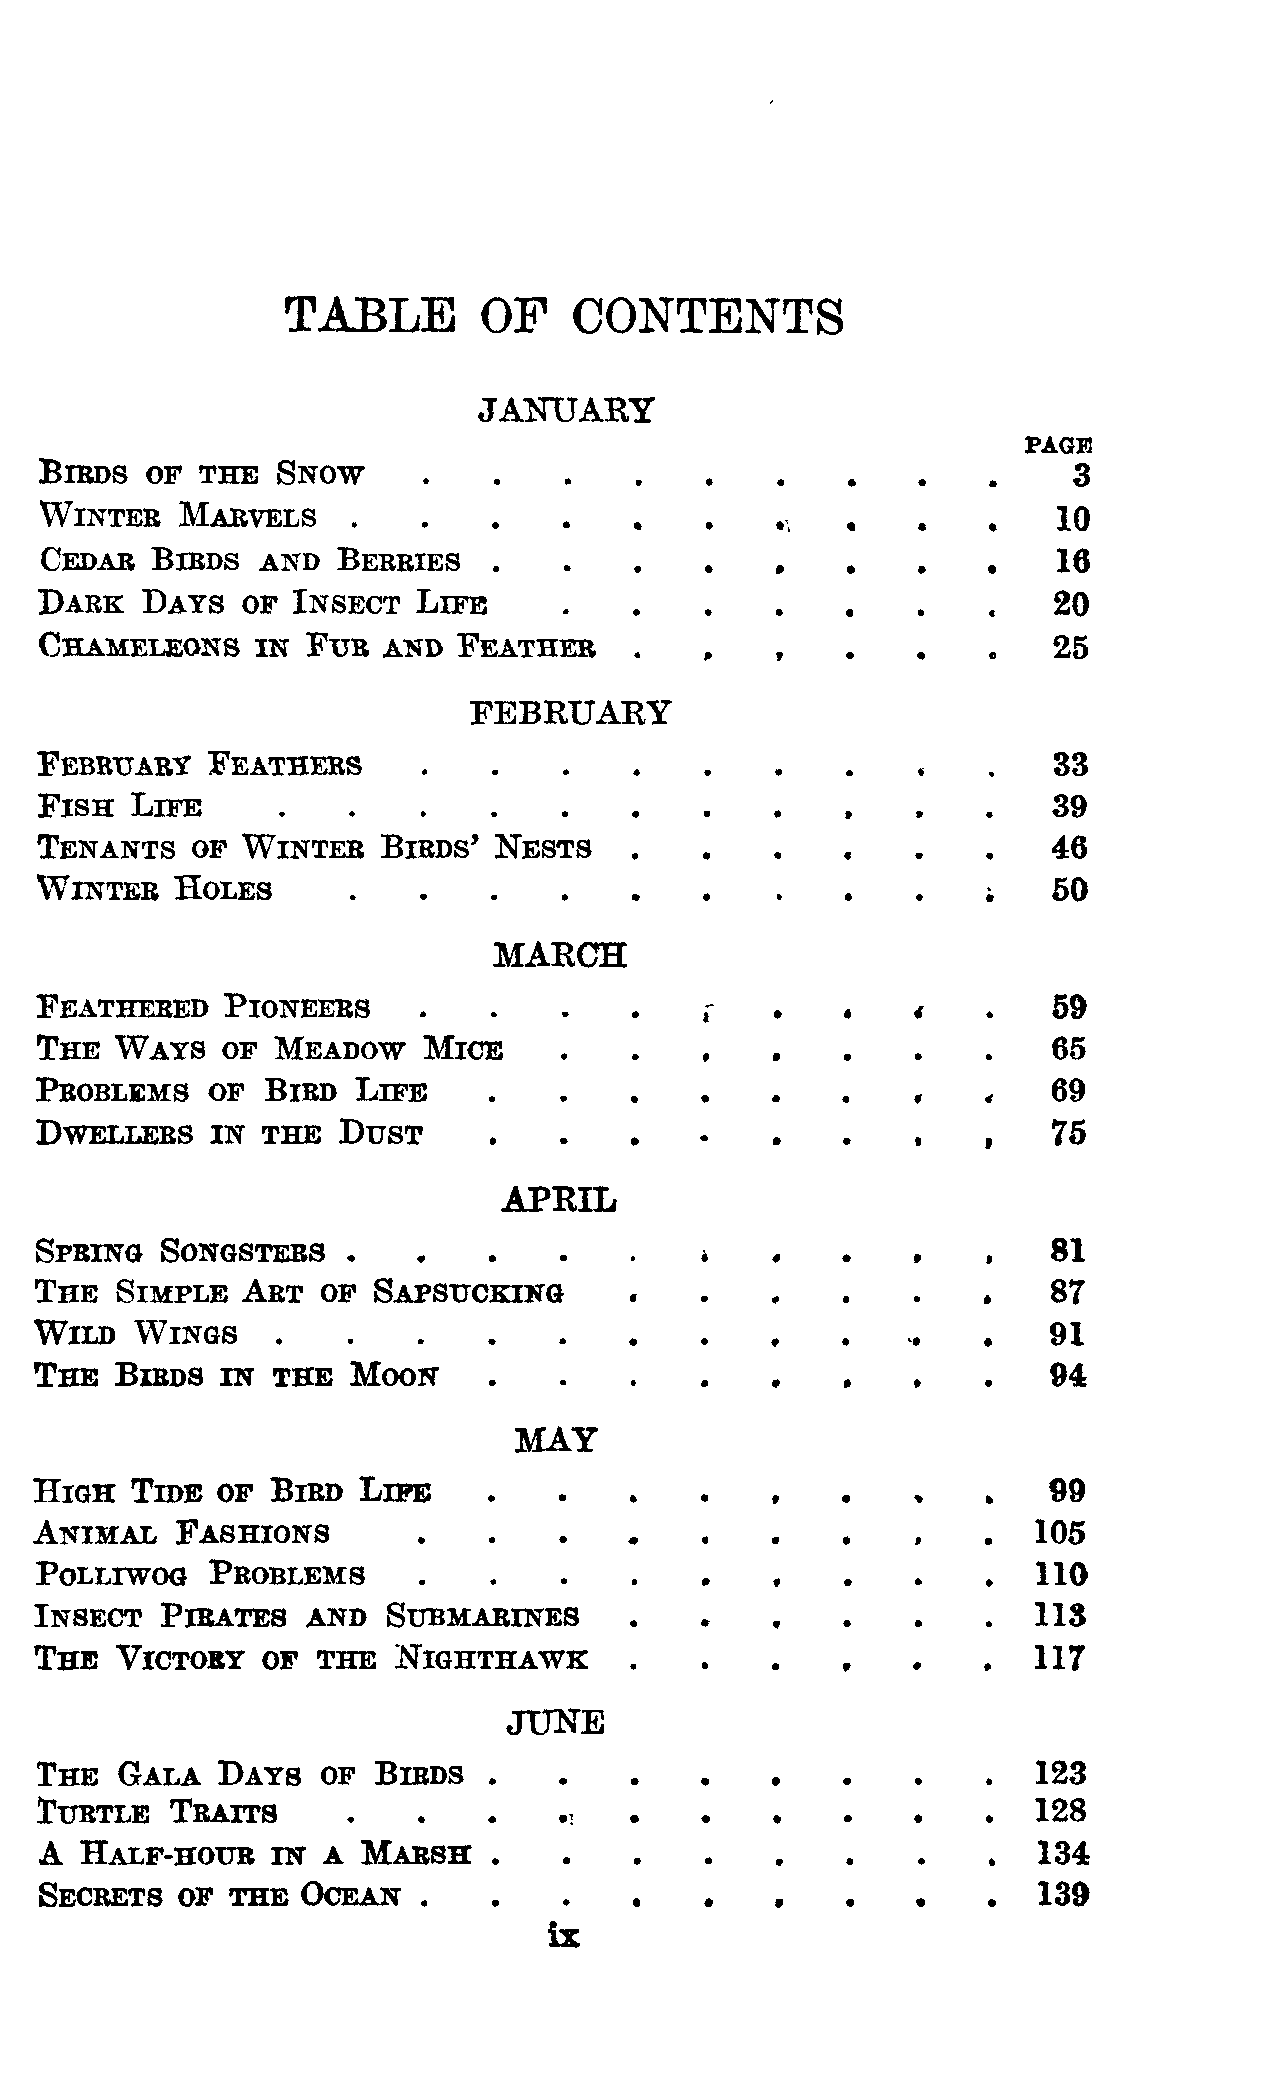 TABLE OF CONTENTS
JANUARY
PAGE
BIRDS OF THE SNOW . . . . . . . . . 3
WINTER MARVELS . . . . . . . . . . 10
CEDAR BIRDS AND BERRIES . . . . . . . . 16
DARK DAYS OF INSECT LIFE . . . . . . . 20
CHAMELEONS IN FUR AND FEATHER . . . . . . 25
FEBRUARY
FEBRUARY FEATHERS . . . . . . . . . 33
FISH LIFE . . . . . . . . . . . 39
TENANTS OF WINTER BIRDS' NESTS . . . . . . 46
WINTER HOLES . . . . . . . . . . 50
MARCH
FEATHERED PIONEERS . . . . . . . . . 59
THE WAYS OF MEADOW MICE . . . . . . . 65
PROBLEMS OF BIRD LIFE . . . . . . . . 69
DWELLERS IN THE DUST . . . . . . . . 75
APRIL
SPRING SONGSTERS . . . . . . . . . . 81
THE SIMPLE ART OF SAPSUCKING . . . . . . 87
WILD WINGS . . . . . . . . . . . 91
THE BIRDS IN THE MOON . . . . . . . . 94
MAY
HIGH TIDE OF BIRD LIFE . . . . . . . . 99
ANIMAL FASHIONS . . . . . . . . . 105
POLLIWOG PROBLEMS . . . . . . . . . 110
INSECT PIRATES AND SUBMARINES . . . . . . 113
THE VICTORY OF THE NIGHTHAWK . . . . . . 117
JUNE
THE GALA DAYS OF BIRDS . . . . . . . . 123
TURTLE TRAITS . . . . . . . . . . 128
A HALF-HOUR IN A MARSH . . . . . . . . 134
SECRETS OF THE OCEAN . . . . . . . . . 139
ix